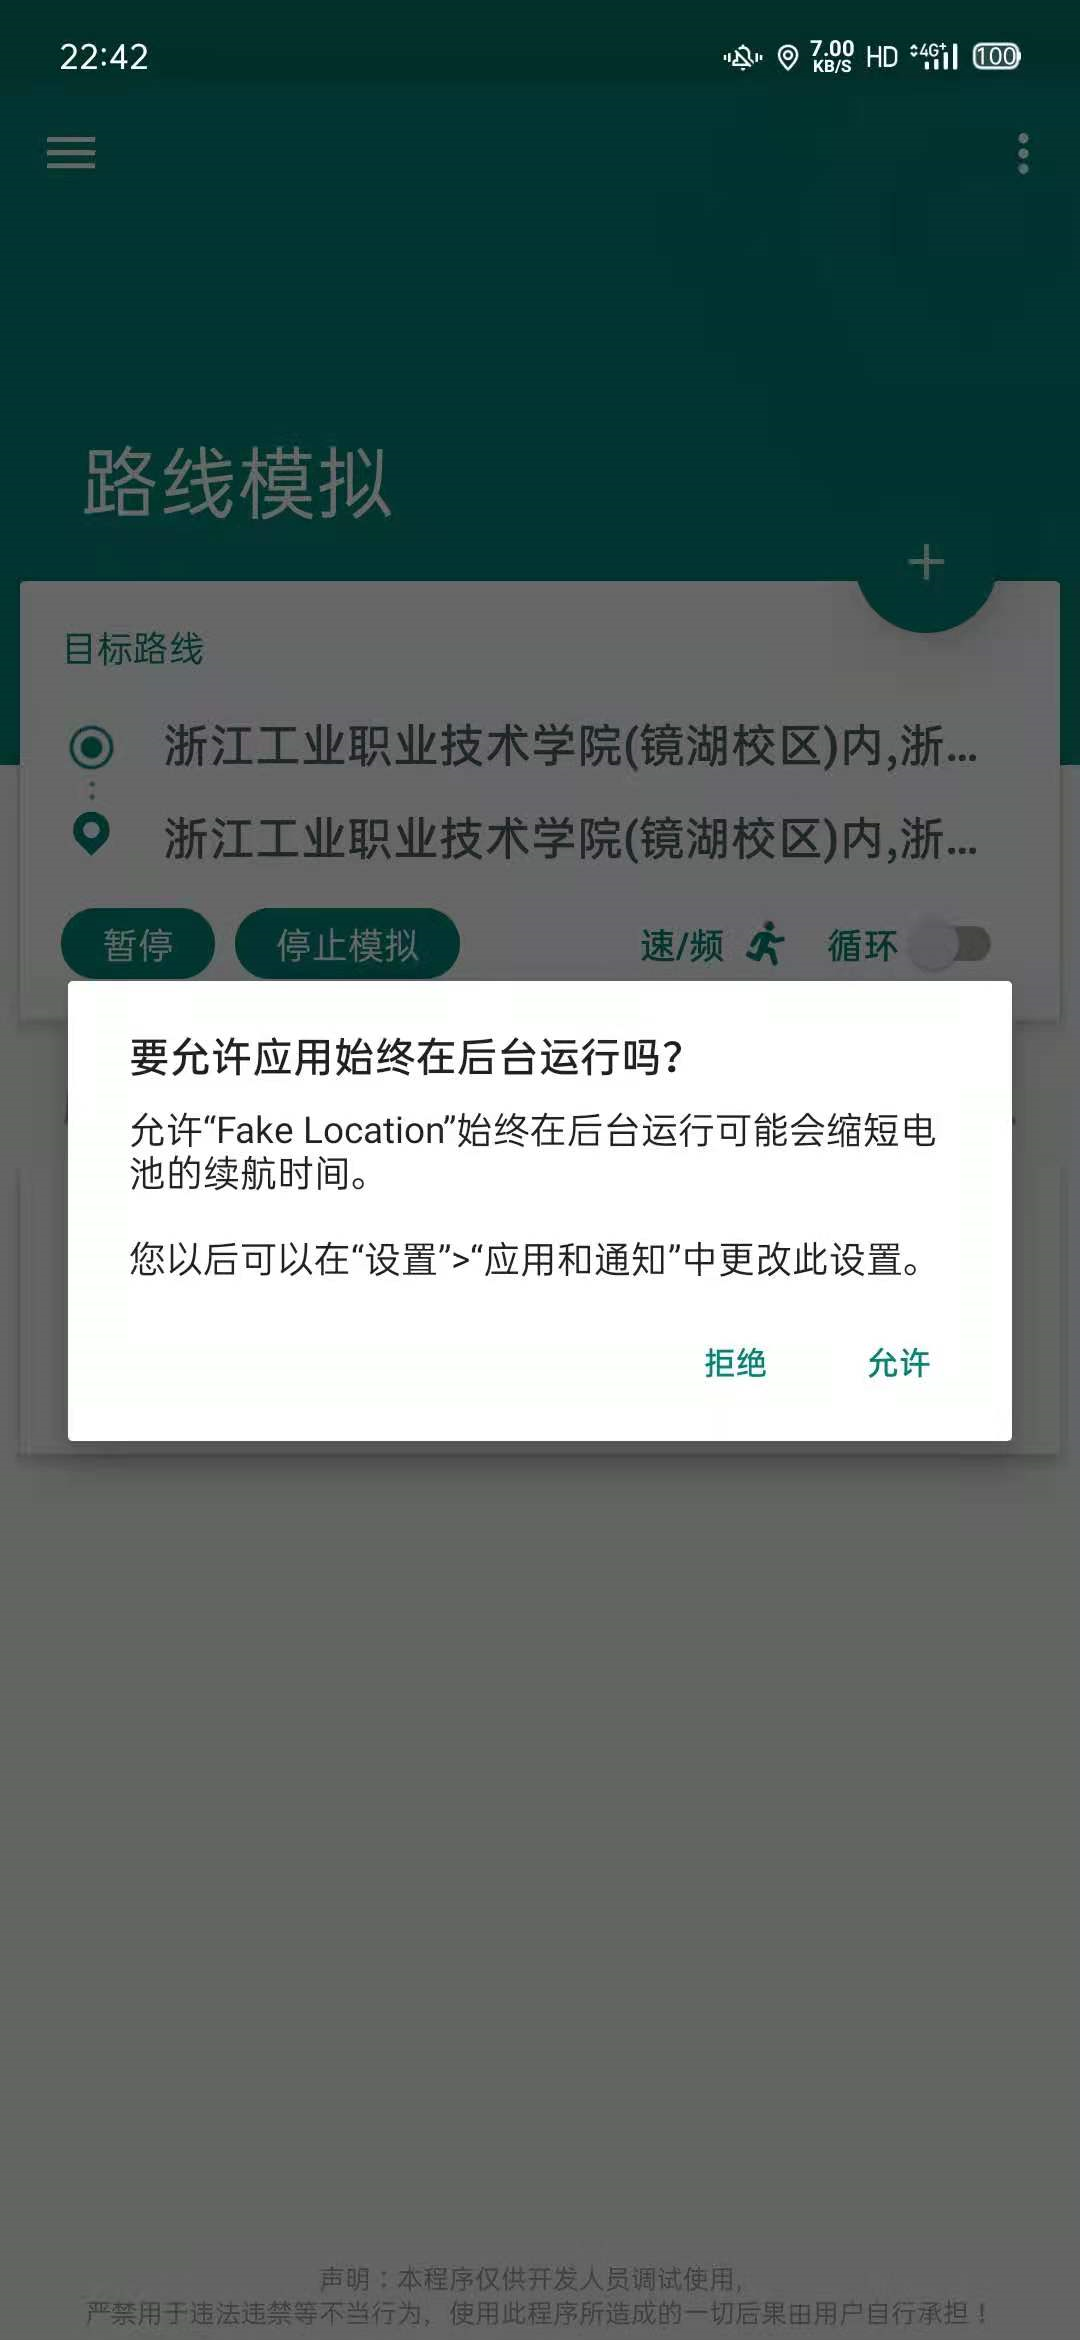 22:42
7.00 KB/S HD 4G+ 100
路线模拟
目标路线
浙江工业职业技术学院(镜湖校区)内,浙...
浙江工业职业技术学院(镜湖校区)内,浙...
暂停 停止模拟 速/频 循环
要允许应用始终在后台运行吗？
允许“Fake Location”始终在后台运行可能会缩短电
池的续航时间。
您以后可以在“设置”>“应用和通知”中更改此设置。
拒绝 允许
声明：本程序仅供开发人员调试使用，
严禁用于违法违禁等不当行为，使用此程序所造成的一切后果由用户自行承担！